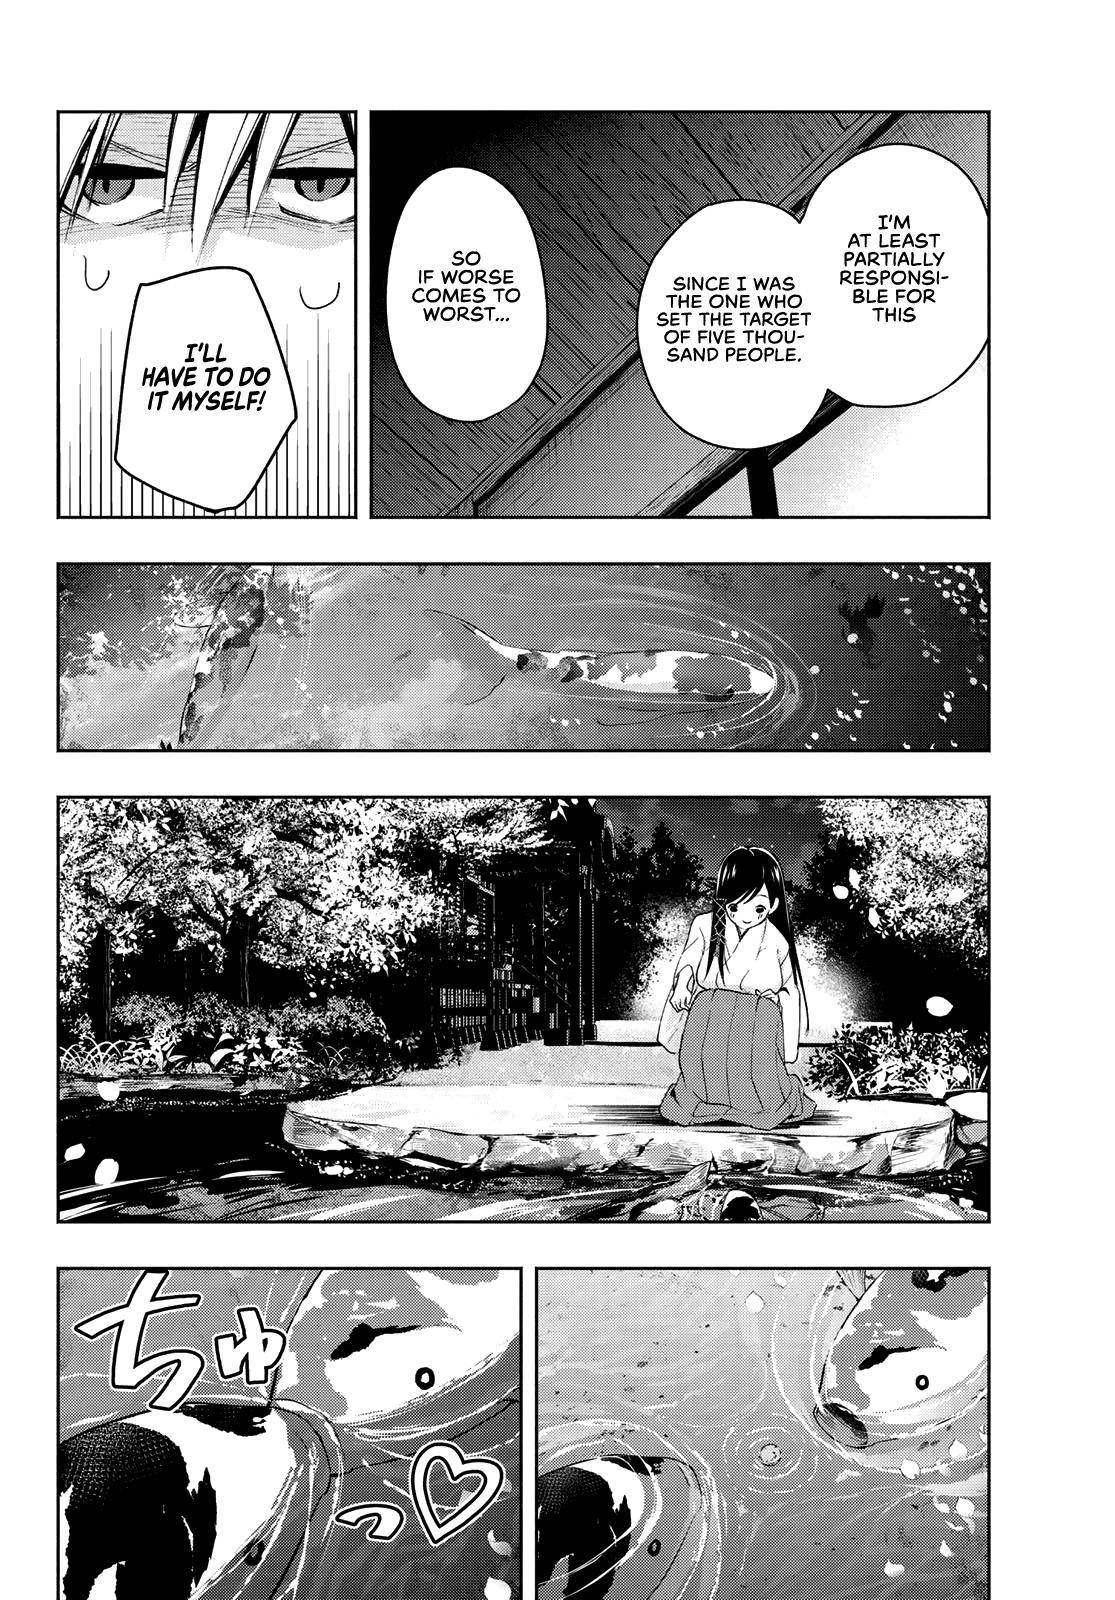 I'M
AT LEAST
PARTIALLY
RESPONSI-
BLE FOR
THIS
SINCE I WAS
THE ONE WHO
SET THE TARGET
OF FIVE THOU-
SAND PEOPLE.
SO
IF WORSE
COMES TO
WORST...
I'LL
HAVE TO DO
IT MYSELF!
ちゅ
っ♡